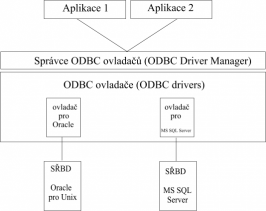 Aplikace 1
Aplikace 2
Správce ODBC ovladačů (ODBC Driver Manager)
ODBC ovladače (ODBC drivers)
ovladač
pro
Oracle
ovladač
pro
MS SQL Server
SŘBD
Oracle
pro Unix
SŘBD
MS SQL
Server